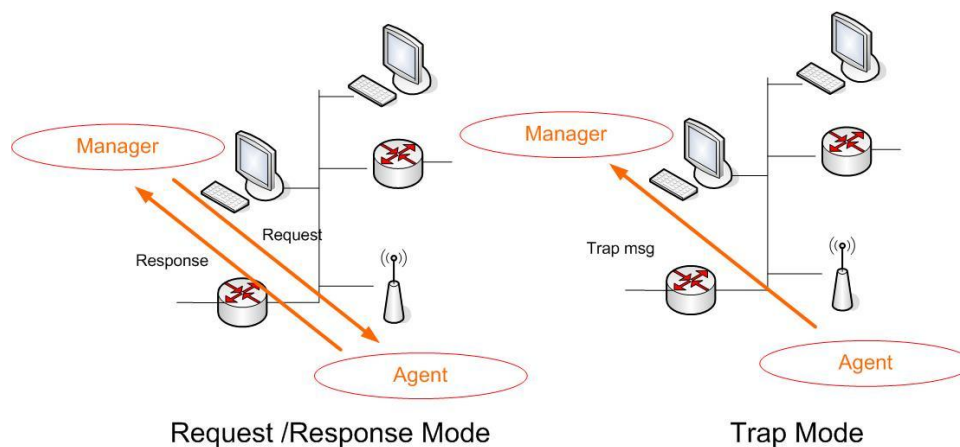 Manager
Request
Response
Agent
Request /Response Mode
Manager
Trap msg
Agent
Trap Mode